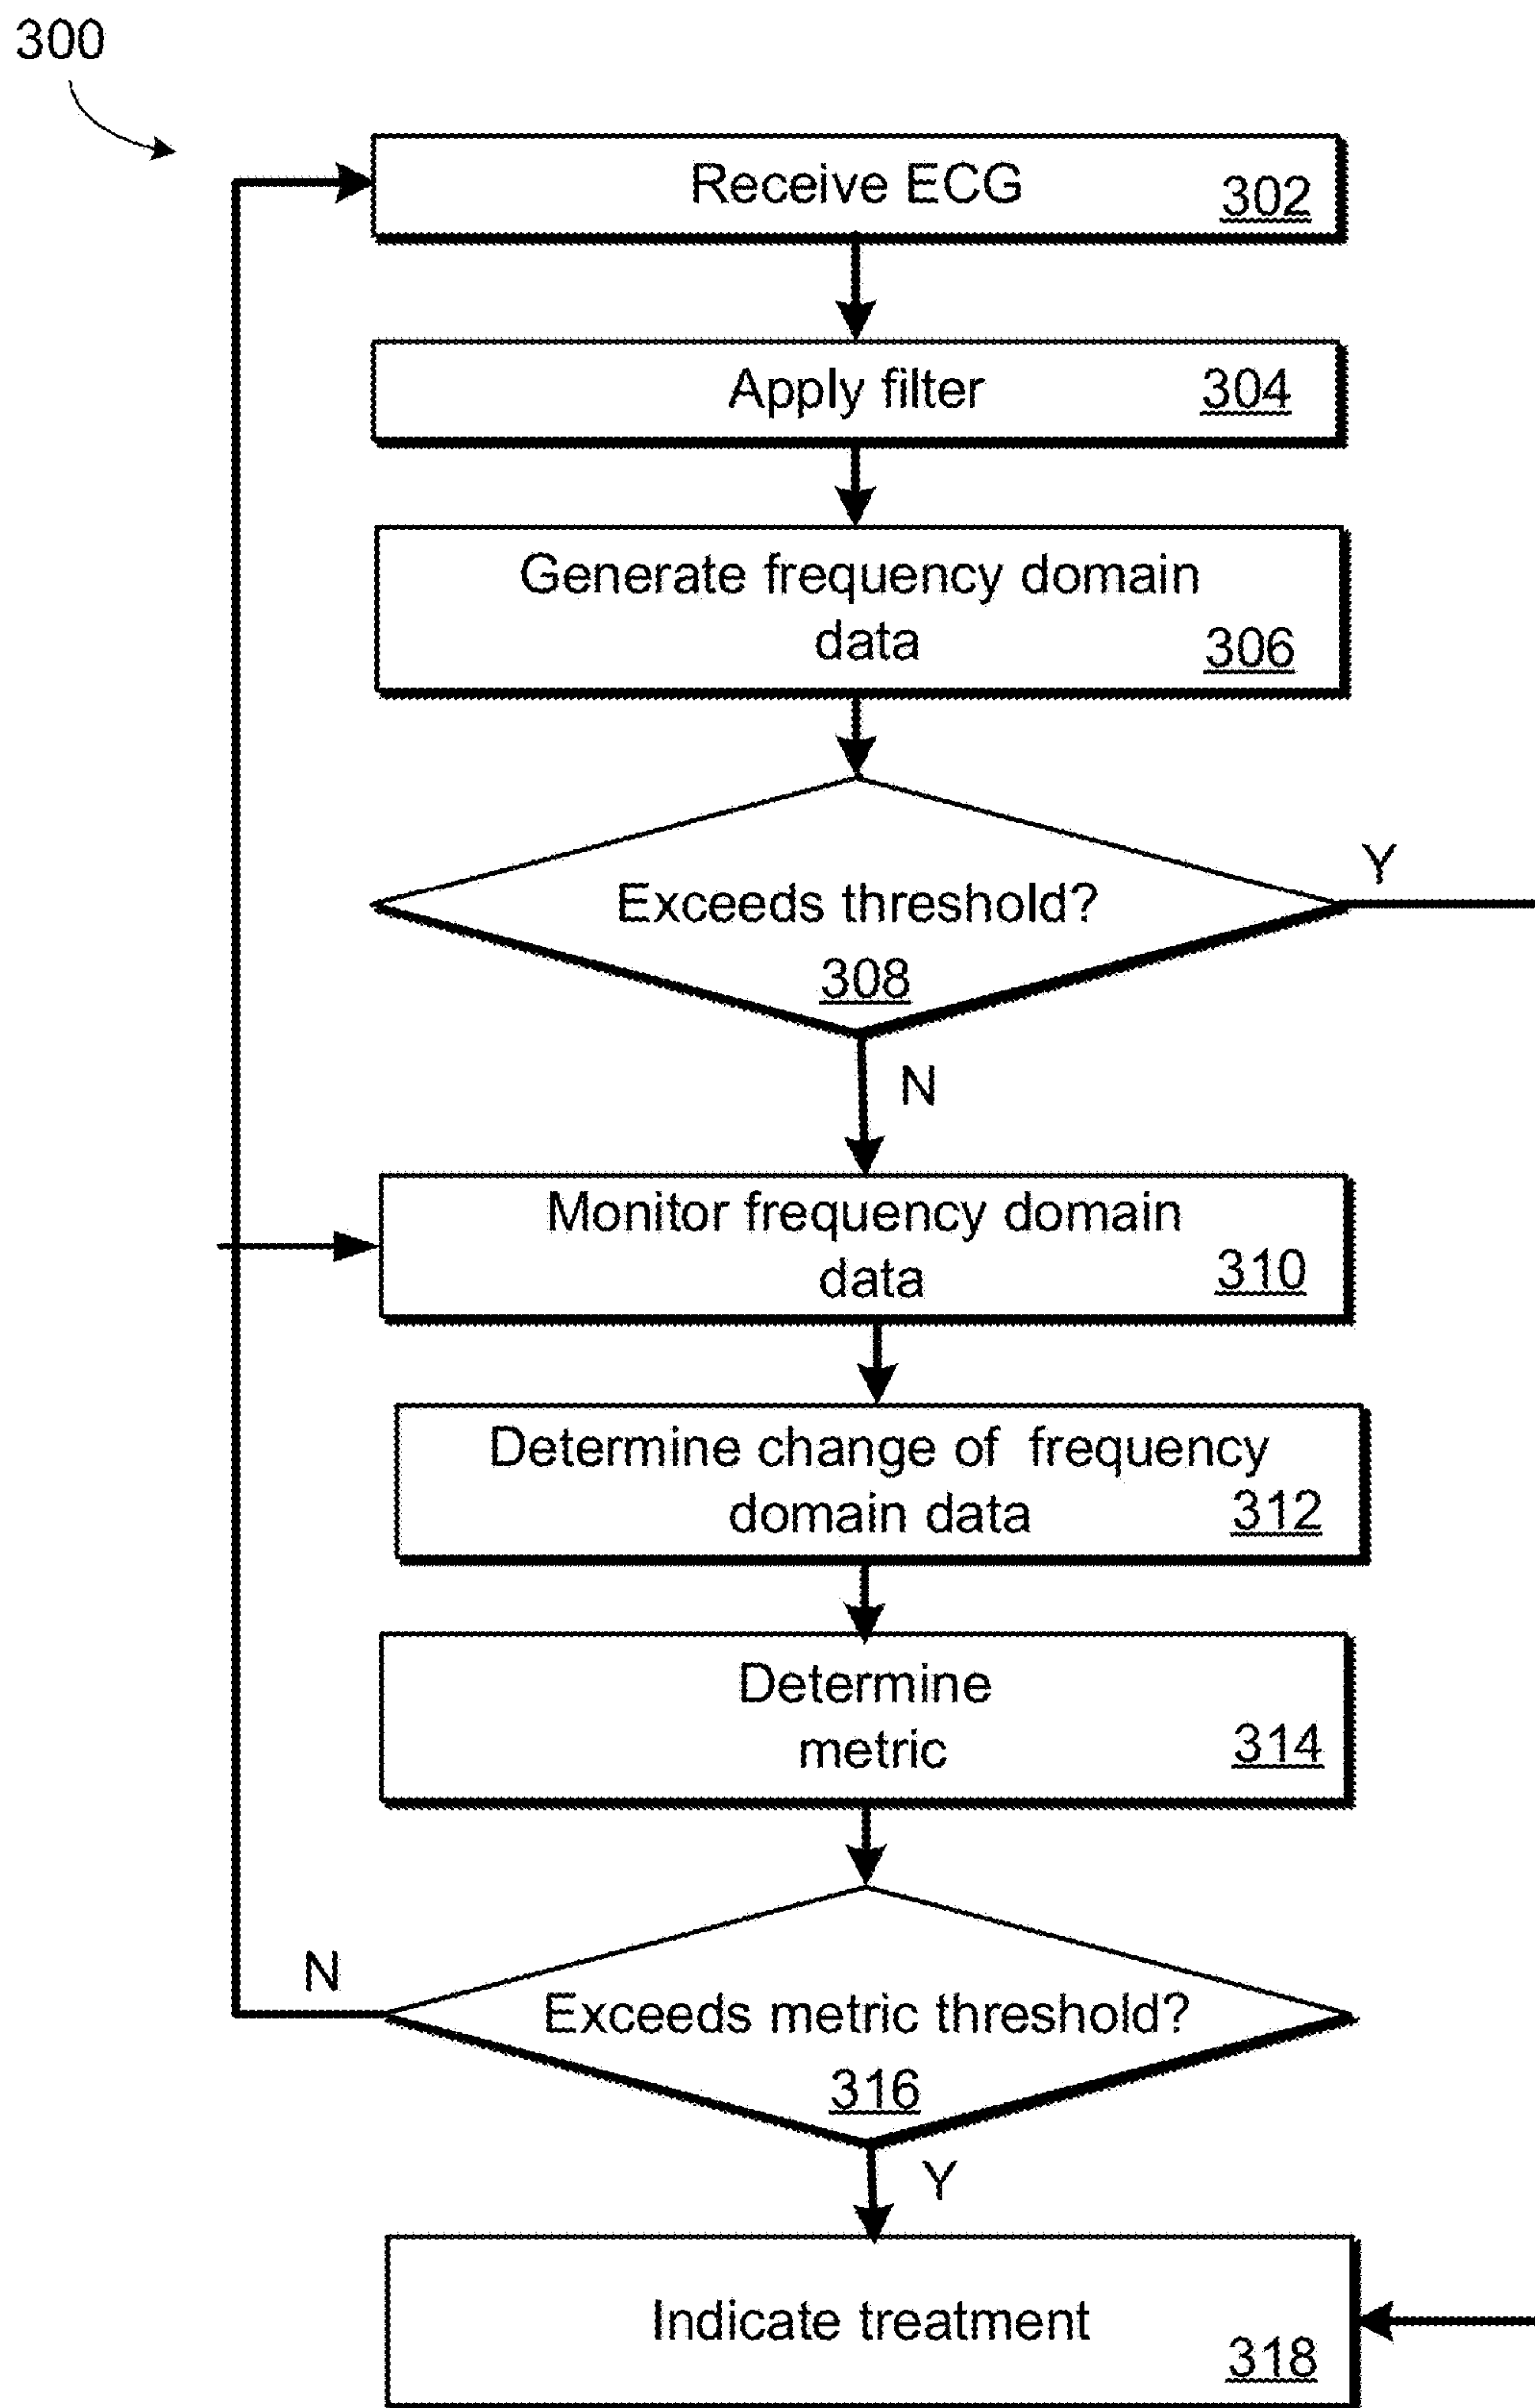 300
Receive ECG
302
Apply filter
304
Generate frequency domain
data
306
Y
Exceeds threshold?
308
N
Monitor frequency domain
data
310
Determine change of frequency
domain data
312
Determine
metric
314
N
Exceeds metric threshold?
316
Y
Indicate treatment
318